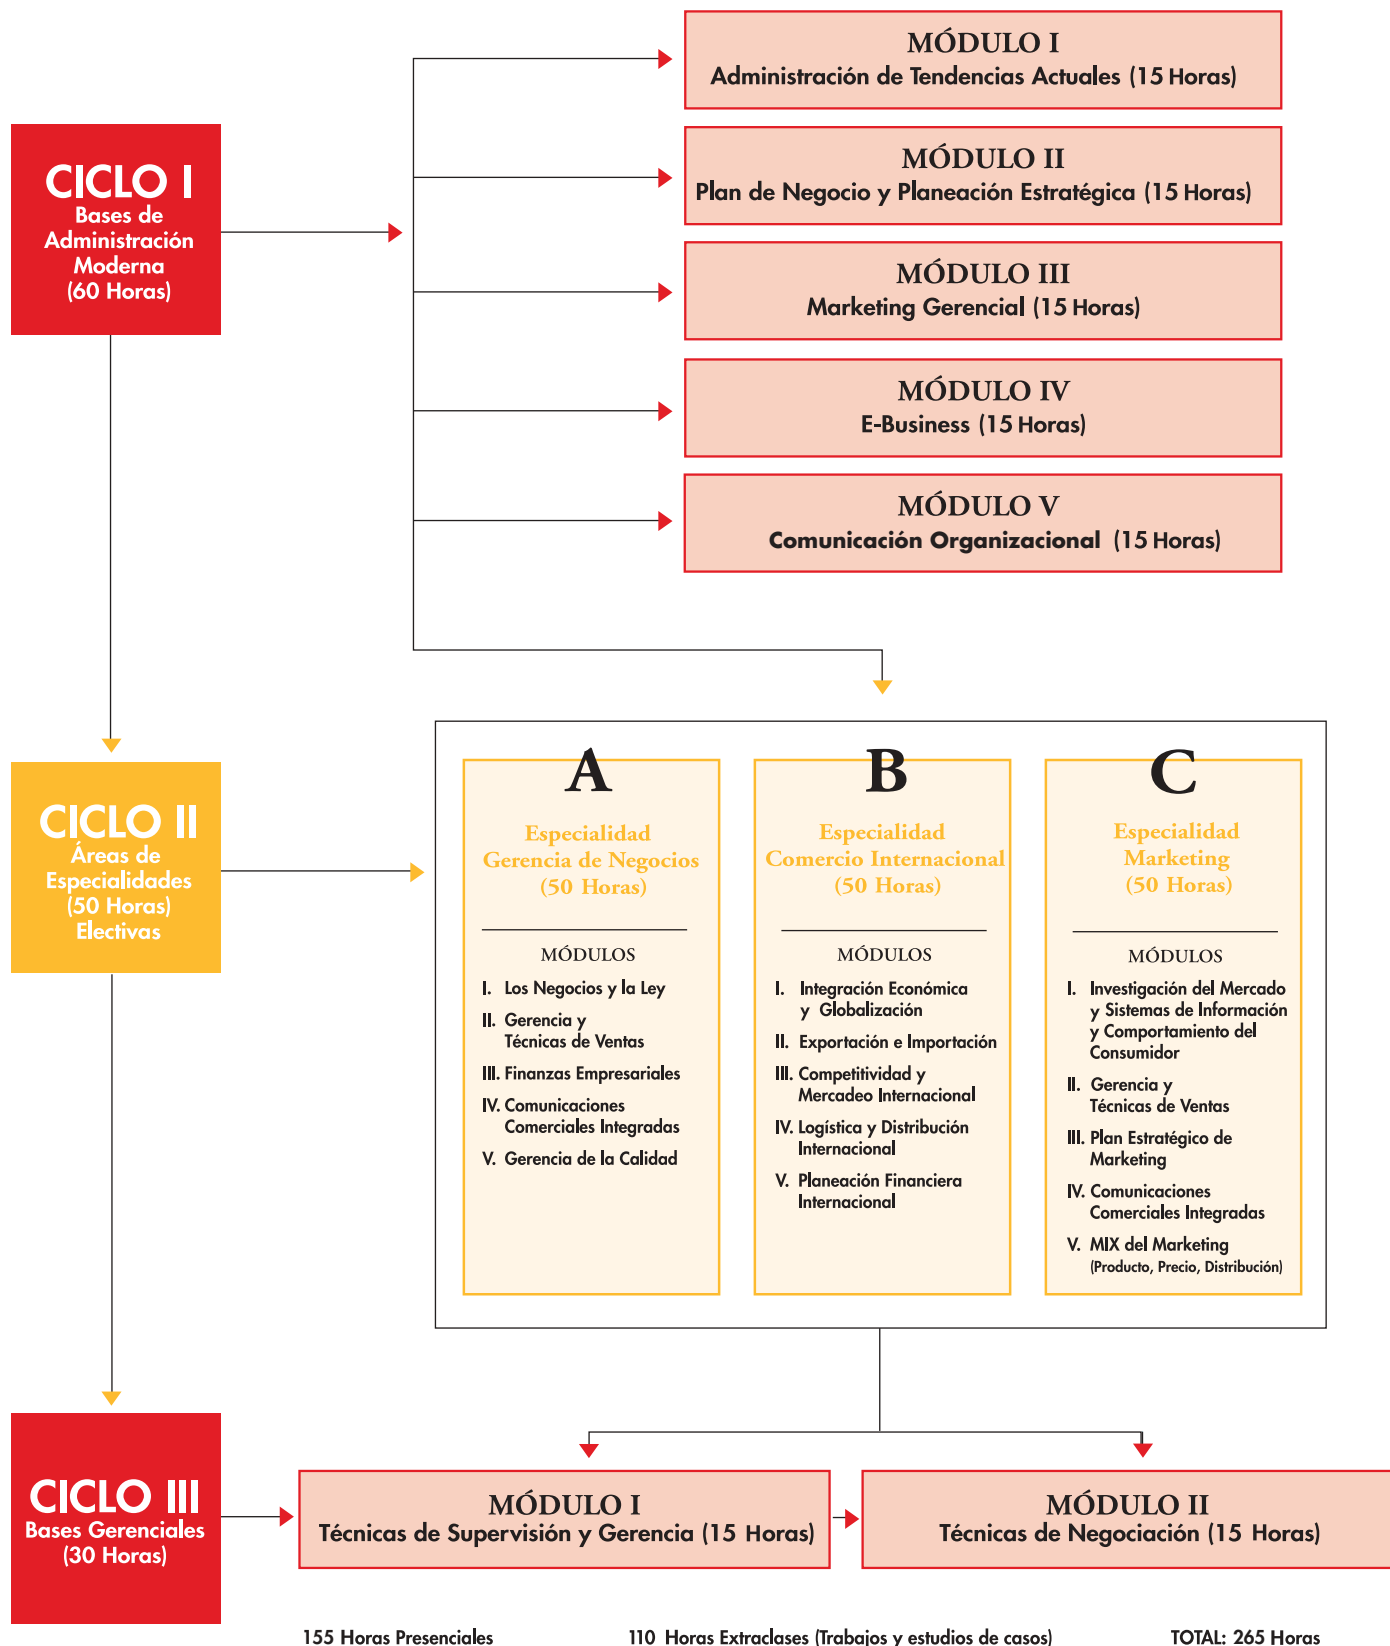 MÓDULO I
Administración de Tendencias Actuales (15 Horas)
CICLO I
Bases de
Administración
Moderna
(60 Horas)
MÓDULO II
Plan de Negocio y Planeación Estratégica (15 Horas)
MÓDULO III
Marketing Gerencial (15 Horas)
MÓDULO IV
E-Business (15 Horas)
MÓDULO V
Comunicación Organizacional (15 Horas)
CICLO II
Áreas de
Especialidades
(50 Horas)
Electivas
A
Especialidad
Gerencia de Negocios
(50 Horas)
MÓDULOS
I. Los Negocios y la Ley
II. Gerencia y
Técnicas de Ventas
III. Finanzas Empresariales
IV. Comunicaciones
Comerciales Integradas
V. Gerencia de la Calidad
B
Especialidad
Comercio Internacional
(50 Horas)
MÓDULOS
I. Integración Económica
y Globalización
II. Exportación e Importación
III. Competitividad y
Mercadeo Internacional
IV. Logística y Distribución
Internacional
V. Planeación Financiera
Internacional
C
Especialidad
Marketing
(50 Horas)
MÓDULOS
I. Investigación del Mercado
y Sistemas de Información
y Comportamiento del
Consumidor
II. Gerencia y
Técnicas de Ventas
III. Plan Estratégico de
Marketing
IV. Comunicaciones
Comerciales Integradas
V. MIX del Marketing
(Producto, Precio, Distribución)
CICLO III
Bases Gerenciales
(30 Horas)
MÓDULO I
Técnicas de Supervisión y Gerencia (15 Horas)
MÓDULO II
Técnicas de Negociación (15 Horas)
155 Horas Presenciales
110 Horas Extraclases (Trabajos y estudios de casos)
TOTAL: 265 Horas